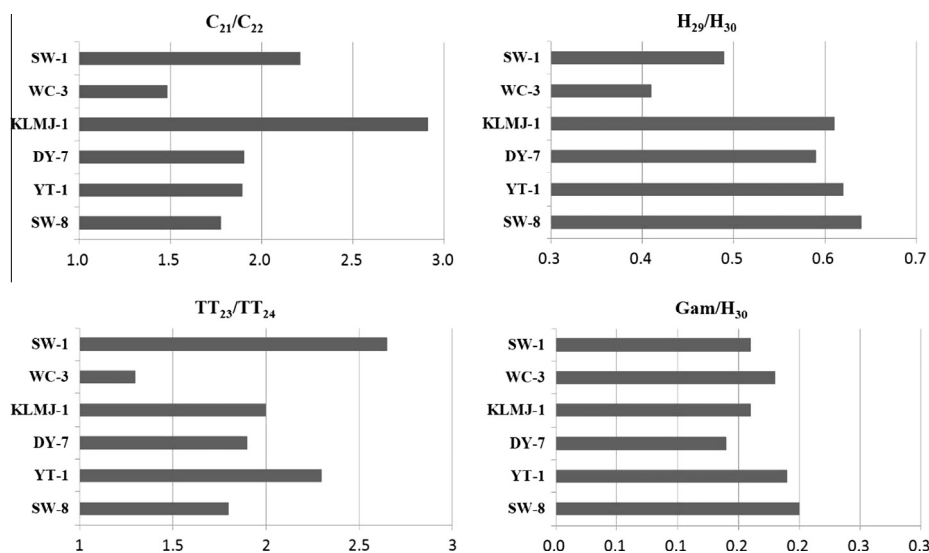 C₂₁/C₂₂
SW-1
WC-3
KLMJ-1
DY-7
YT-1
SW-8
1.0 1.5 2.0 2.5 3.0
H₂₉/H₃₀
SW-1
WC-3
KLMJ-1
DY-7
YT-1
SW-8
0.3 0.4 0.5 0.6 0.7
TT₂₃/TT₂₄
SW-1
WC-3
KLMJ-1
DY-7
YT-1
SW-8
1 2 2 3 3
Gam/H₃₀
SW-1
WC-3
KLMJ-1
DY-7
YT-1
SW-8
0.0 0.1 0.1 0.2 0.2 0.3 0.3